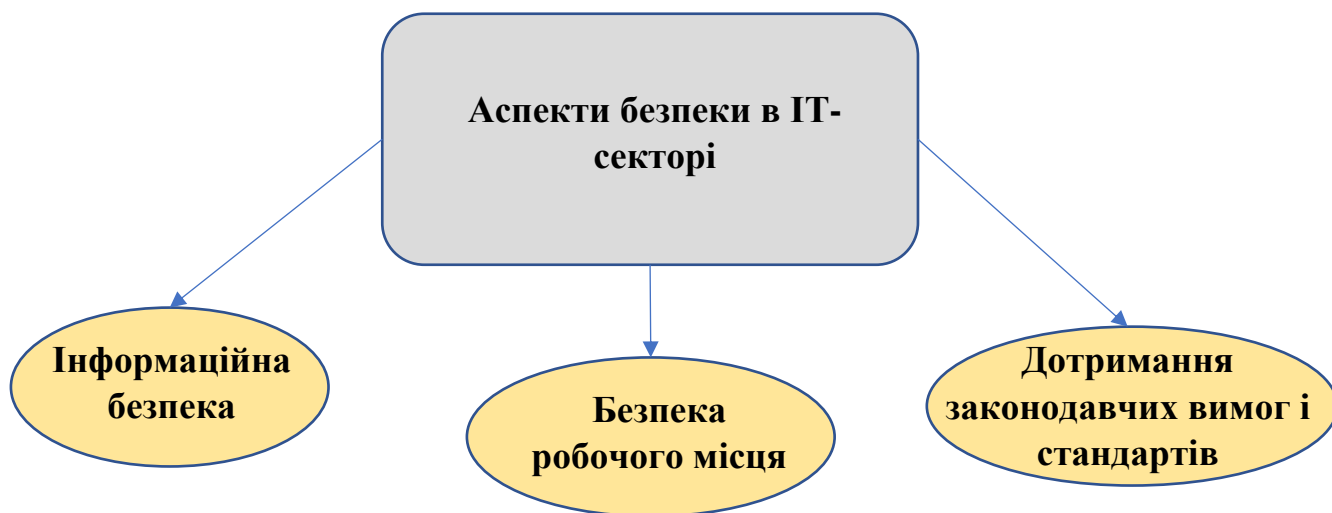 Аспекти безпеки в ІТ-
секторі
Інформаційна
безпека
Безпека
робочого місця
Дотримання
законодавчих вимог і
стандартів